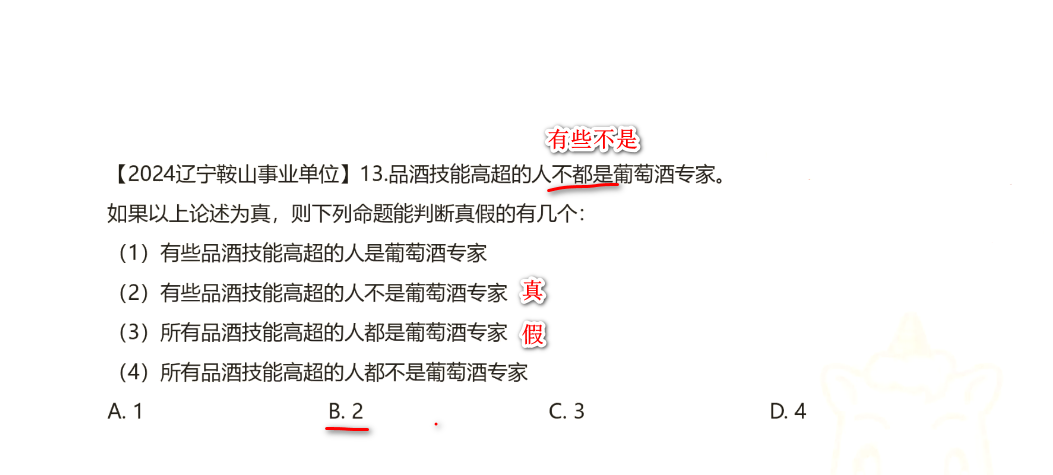 有些不是
【2024辽宁鞍山事业单位】13.品酒技能高超的人不都是葡萄酒专家。
如果以上论述为真，则下列命题能判断真假的有几个：
（1）有些品酒技能高超的人是葡萄酒专家
（2）有些品酒技能高超的人不是葡萄酒专家 真
（3）所有品酒技能高超的人都是葡萄酒专家 假
（4）所有品酒技能高超的人都不是葡萄酒专家
A. 1 B. 2 C. 3 D. 4